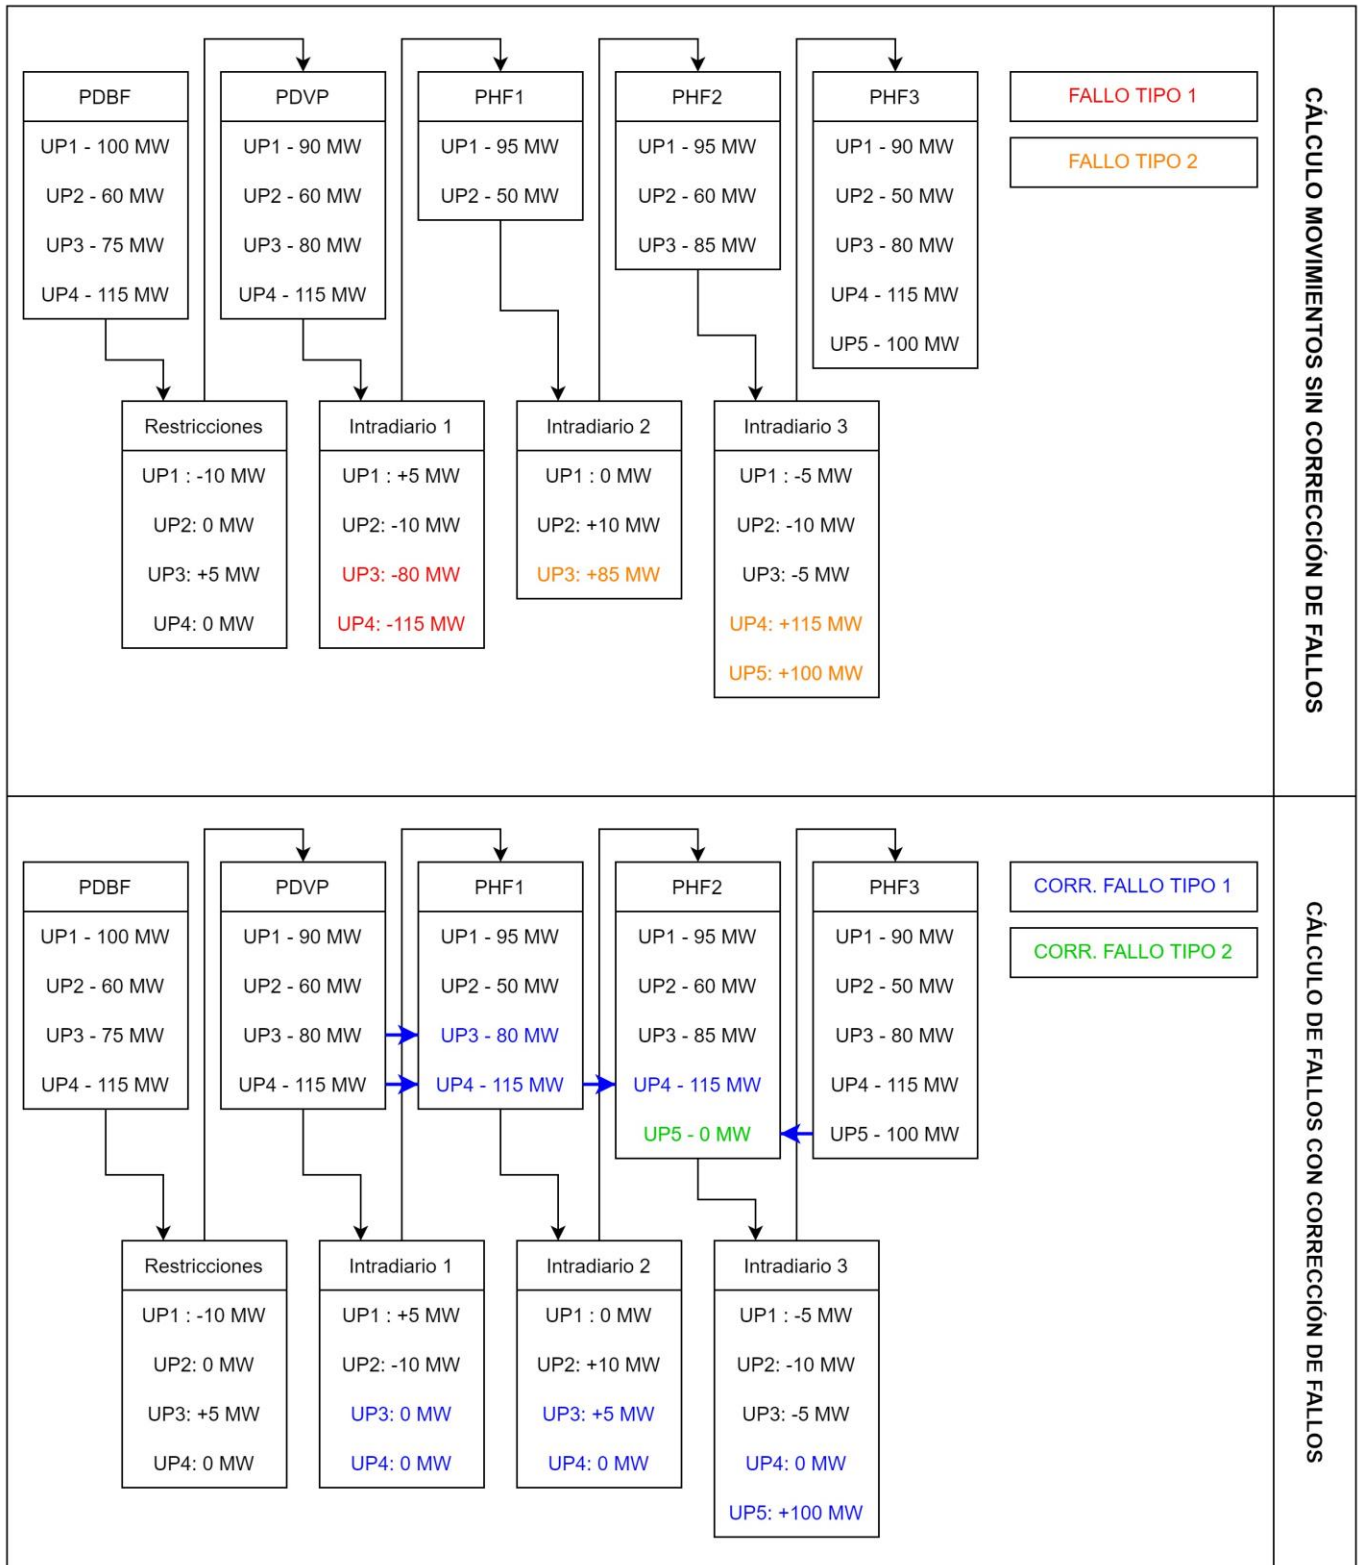 PDBF
UP1 - 100 MW
UP2 - 60 MW
UP3 - 75 MW
UP4 - 115 MW
PDVP
UP1 - 90 MW
UP2 - 60 MW
UP3 - 80 MW
UP4 - 115 MW
PHF1
UP1 - 95 MW
UP2 - 50 MW
PHF2
UP1 - 95 MW
UP2 - 60 MW
UP3 - 85 MW
PHF3
UP1 - 90 MW
UP2 - 50 MW
UP3 - 80 MW
UP4 - 115 MW
UP5 - 100 MW
FALLO TIPO 1
FALLO TIPO 2
Restricciones
UP1 : -10 MW
UP2: 0 MW
UP3: +5 MW
UP4: 0 MW
Intradiario 1
UP1 : +5 MW
UP2: -10 MW
UP3: -80 MW
UP4: -115 MW
Intradiario 2
UP1 : 0 MW
UP2: +10 MW
UP3: +85 MW
Intradiario 3
UP1 : -5 MW
UP2: -10 MW
UP3: -5 MW
UP4: +115 MW
UP5: +100 MW
CÁLCULO MOVIMIENTOS SIN CORRECCIÓN DE FALLOS
PDBF
UP1 - 100 MW
UP2 - 60 MW
UP3 - 75 MW
UP4 - 115 MW
PDVP
UP1 - 90 MW
UP2 - 60 MW
UP3 - 80 MW
UP4 - 115 MW
PHF1
UP1 - 95 MW
UP2 - 50 MW
UP3 - 80 MW
UP4 - 115 MW
PHF2
UP1 - 95 MW
UP2 - 60 MW
UP3 - 85 MW
UP4 - 115 MW
UP5 - 0 MW
PHF3
UP1 - 90 MW
UP2 - 50 MW
UP3 - 80 MW
UP4 - 115 MW
UP5 - 100 MW
CORR. FALLO TIPO 1
CORR. FALLO TIPO 2
Restricciones
UP1 : -10 MW
UP2: 0 MW
UP3: +5 MW
UP4: 0 MW
Intradiario 1
UP1 : +5 MW
UP2: -10 MW
UP3: 0 MW
UP4: 0 MW
Intradiario 2
UP1 : 0 MW
UP2: +10 MW
UP3: +5 MW
UP4: 0 MW
Intradiario 3
UP1 : -5 MW
UP2: -10 MW
UP3: -5 MW
UP4: 0 MW
UP5: +100 MW
CÁLCULO DE FALLOS CON CORRECCIÓN DE FALLOS